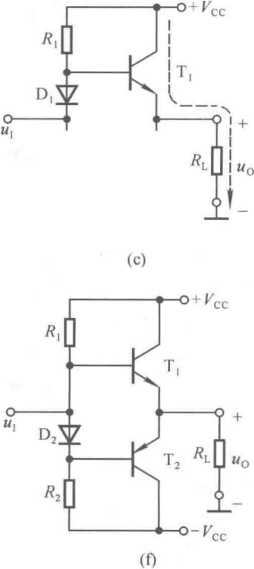 +V_CC
R_1
T_1
D_1
u_I
+
R_L
u_O
−
(c)
+V_CC
R_1
T_1
u_I
+
D_2
T_2
R_L
u_O
R_2
−
−V_CC
(f)